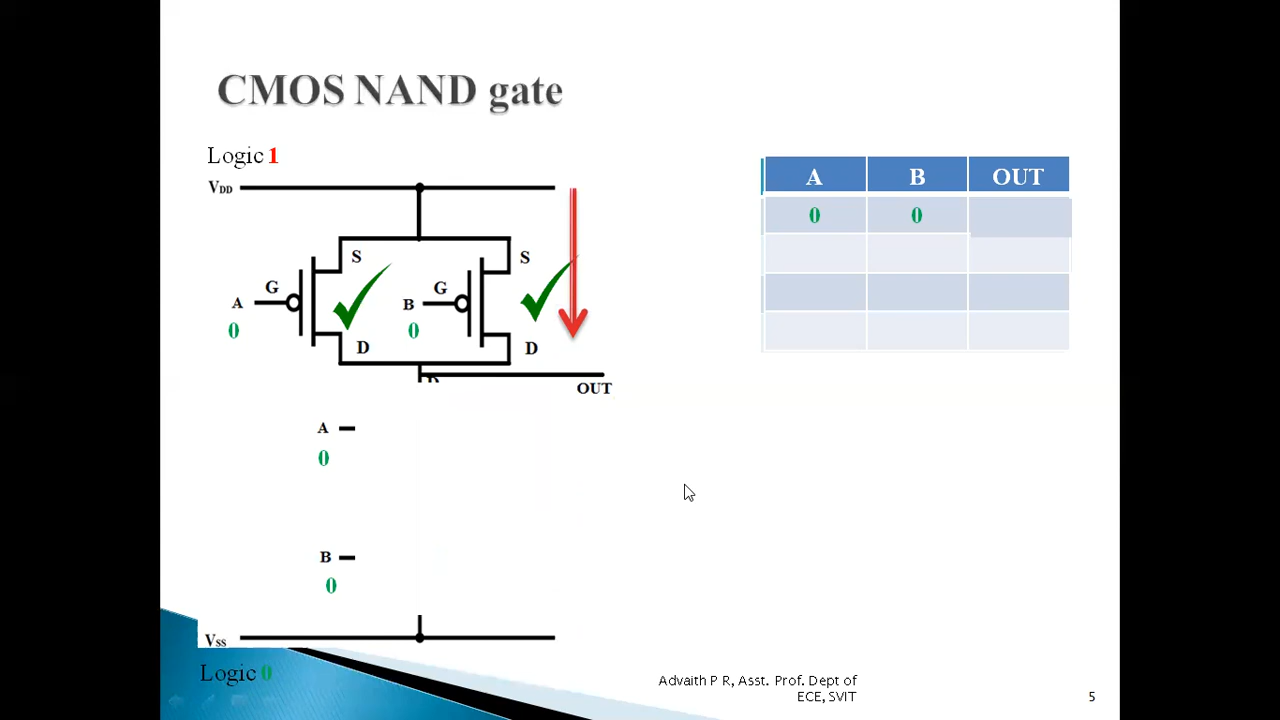 CMOS NAND gate
Logic 1
VDD
S
S
G
G
A
B
0
0
D
D
OUT
A
0
B
0
VSS
Logic 0
A B OUT
0 0
Advaith P R, Asst. Prof. Dept of
ECE, SVIT
5